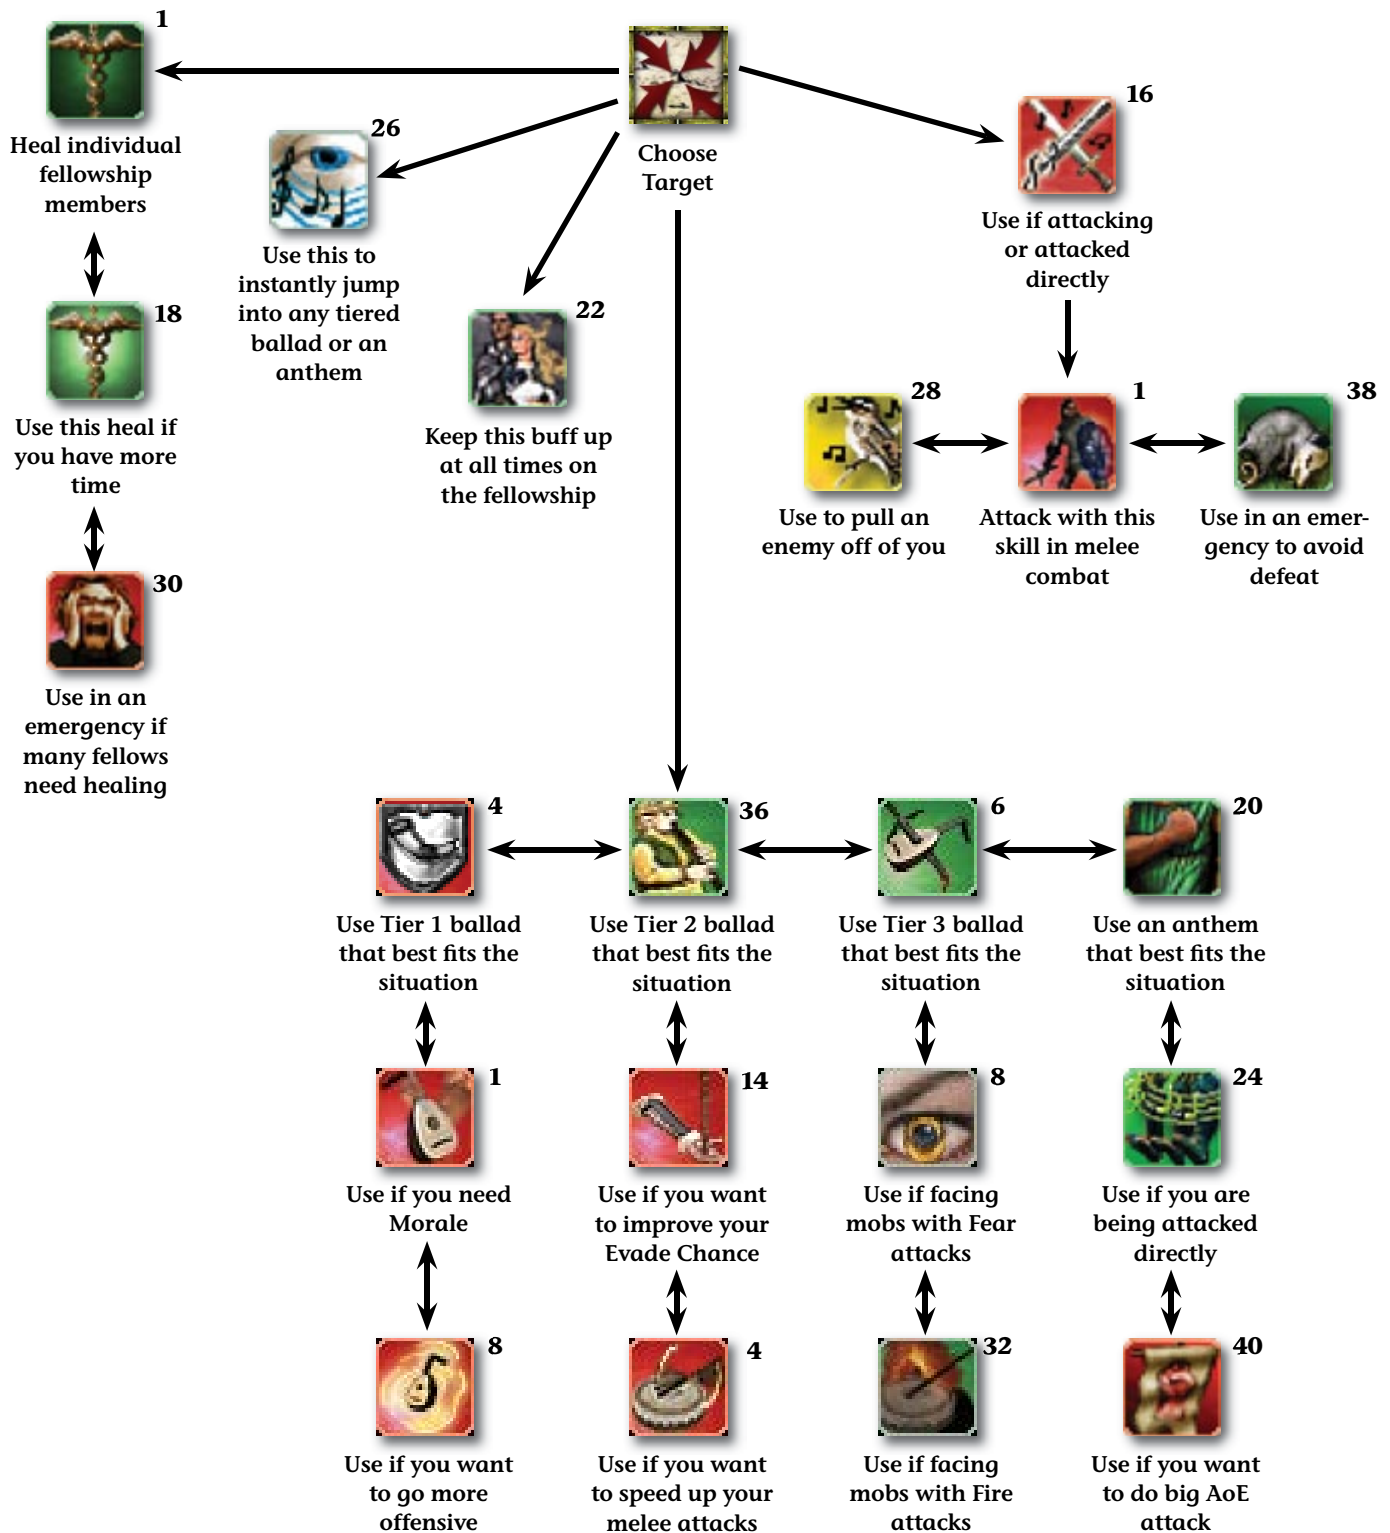 1
Heal individual
fellowship
members
18
Use this heal if
you have more
time
30
Use in an
emergency if
many fellows
need healing
26
Use this to
instantly jump
into any tiered
ballad or an
anthem
22
Keep this buff up
at all times on
the fellowship
Choose
Target
16
Use if attacking
or attacked
directly
28
Use to pull an
enemy off of you
1
Attack with this
skill in melee
combat
38
Use in an emer-
gency to avoid
defeat
4
Use Tier 1 ballad
that best fits the
situation
1
Use if you need
Morale
8
Use if you want
to go more
offensive
36
Use Tier 2 ballad
that best fits the
situation
14
Use if you want
to improve your
Evade Chance
4
Use if you want
to speed up your
melee attacks
6
Use Tier 3 ballad
that best fits the
situation
8
Use if facing
mobs with Fear
attacks
32
Use if facing
mobs with Fire
attacks
20
Use an anthem
that best fits the
situation
24
Use if you are
being attacked
directly
40
Use if you want
to do big AoE
attack